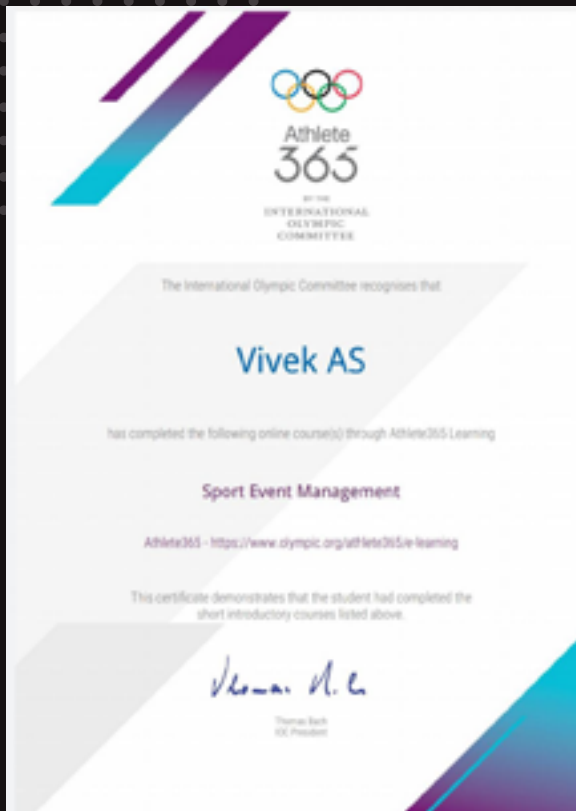 Athlete
365
BY THE
INTERNATIONAL
OLYMPIC
COMMITTEE
The International Olympic Committee recognises that
Vivek AS
has completed the following online course(s) through Athlete365 Learning
Sport Event Management
Athlete365 - https://www.olympic.org/athlete365/e-learning
This certificate demonstrates that the student had completed the
short introductory courses listed above.
Thomas Bach
IOC President